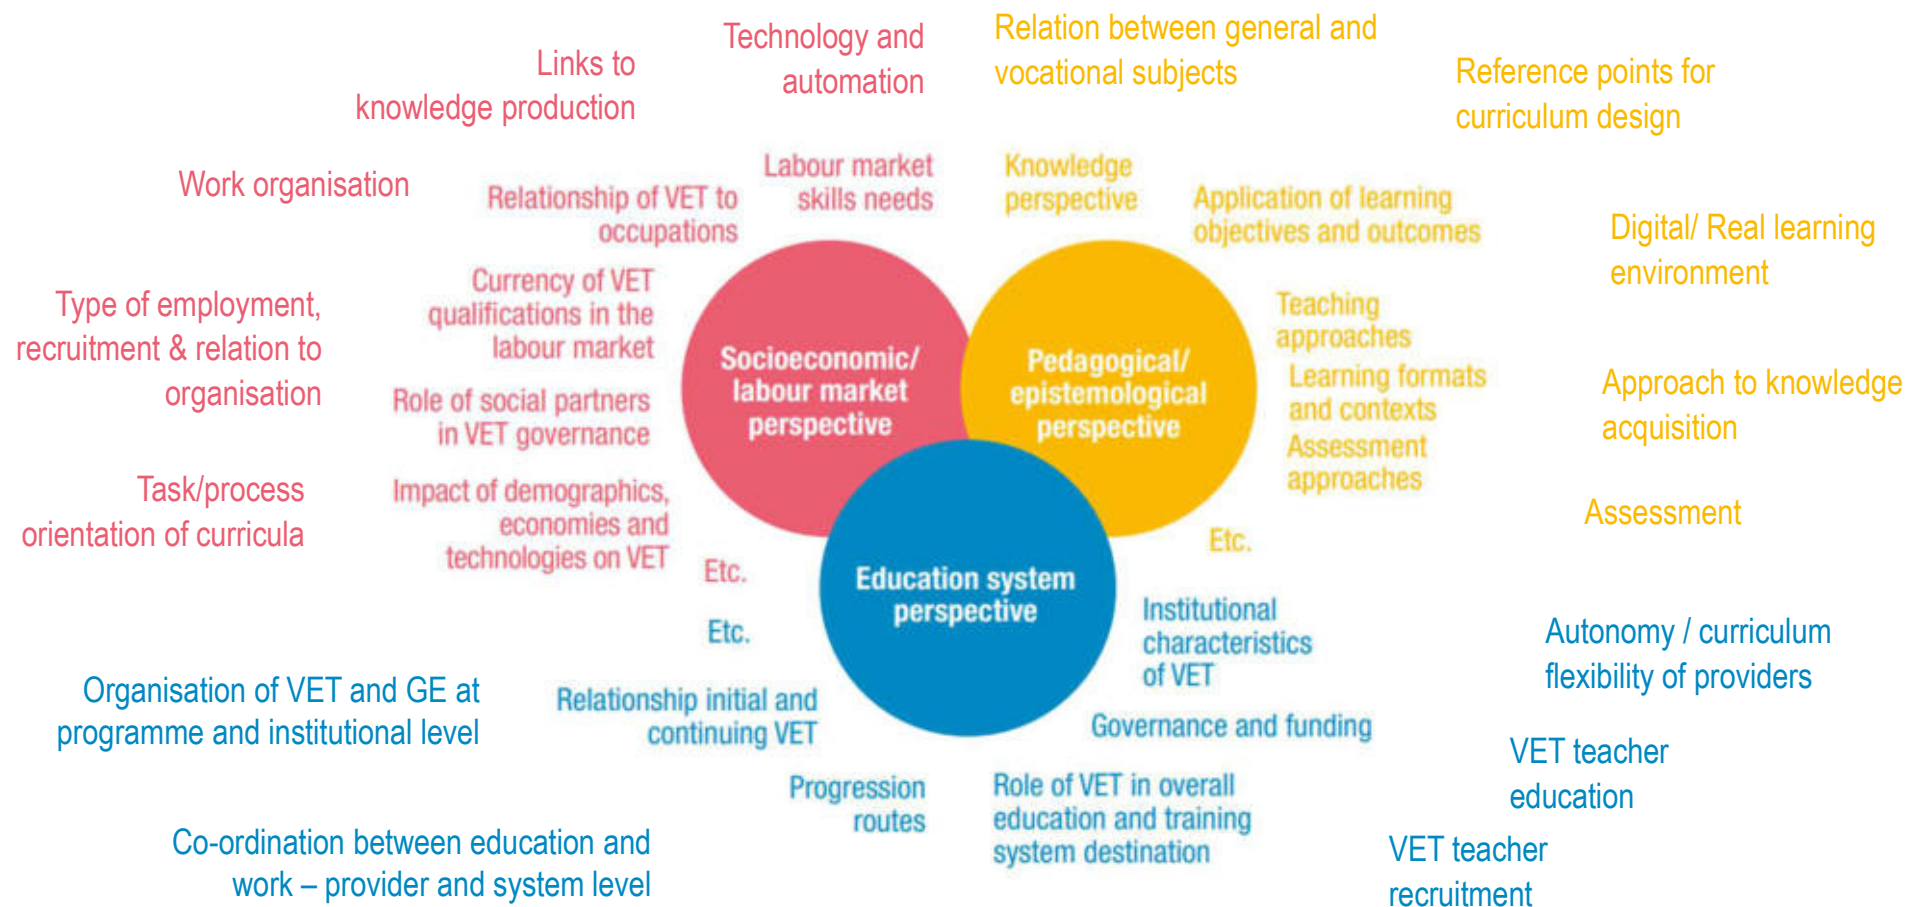 Technology and
automation
Relation between general and
vocational subjects
Links to
knowledge production
Reference points for
curriculum design
Work organisation
Labour market
skills needs
Knowledge
perspective
Relationship of VET to
occupations
Application of learning
objectives and outcomes
Digital/ Real learning
environment
Type of employment,
recruitment & relation to
organisation
Currency of VET
qualifications in the
labour market
Socioeconomic/
labour market
perspective
Pedagogical/
epistemological
perspective
Teaching
approaches
Learning formats
and contexts
Approach to knowledge
acquisition
Role of social partners
in VET governance
Assessment
approaches
Task/process
orientation of curricula
Impact of demographics,
economies and
technologies on VET
Assessment
Etc.
Etc.
Education system
perspective
Etc.
Institutional
characteristics
of VET
Autonomy / curriculum
flexibility of providers
Organisation of VET and GE at
programme and institutional level
Relationship initial and
continuing VET
Governance and funding
VET teacher
education
Progression
routes
Role of VET in overall
education and training
system destination
Co-ordination between education and
work – provider and system level
VET teacher
recruitment